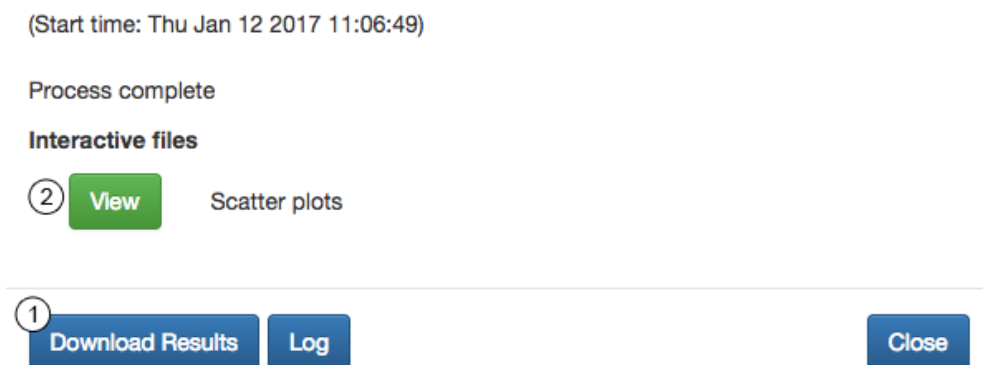 (Start time: Thu Jan 12 2017 11:06:49)
Process complete
Interactive files
2 View Scatter plots
1
Download Results Log Close